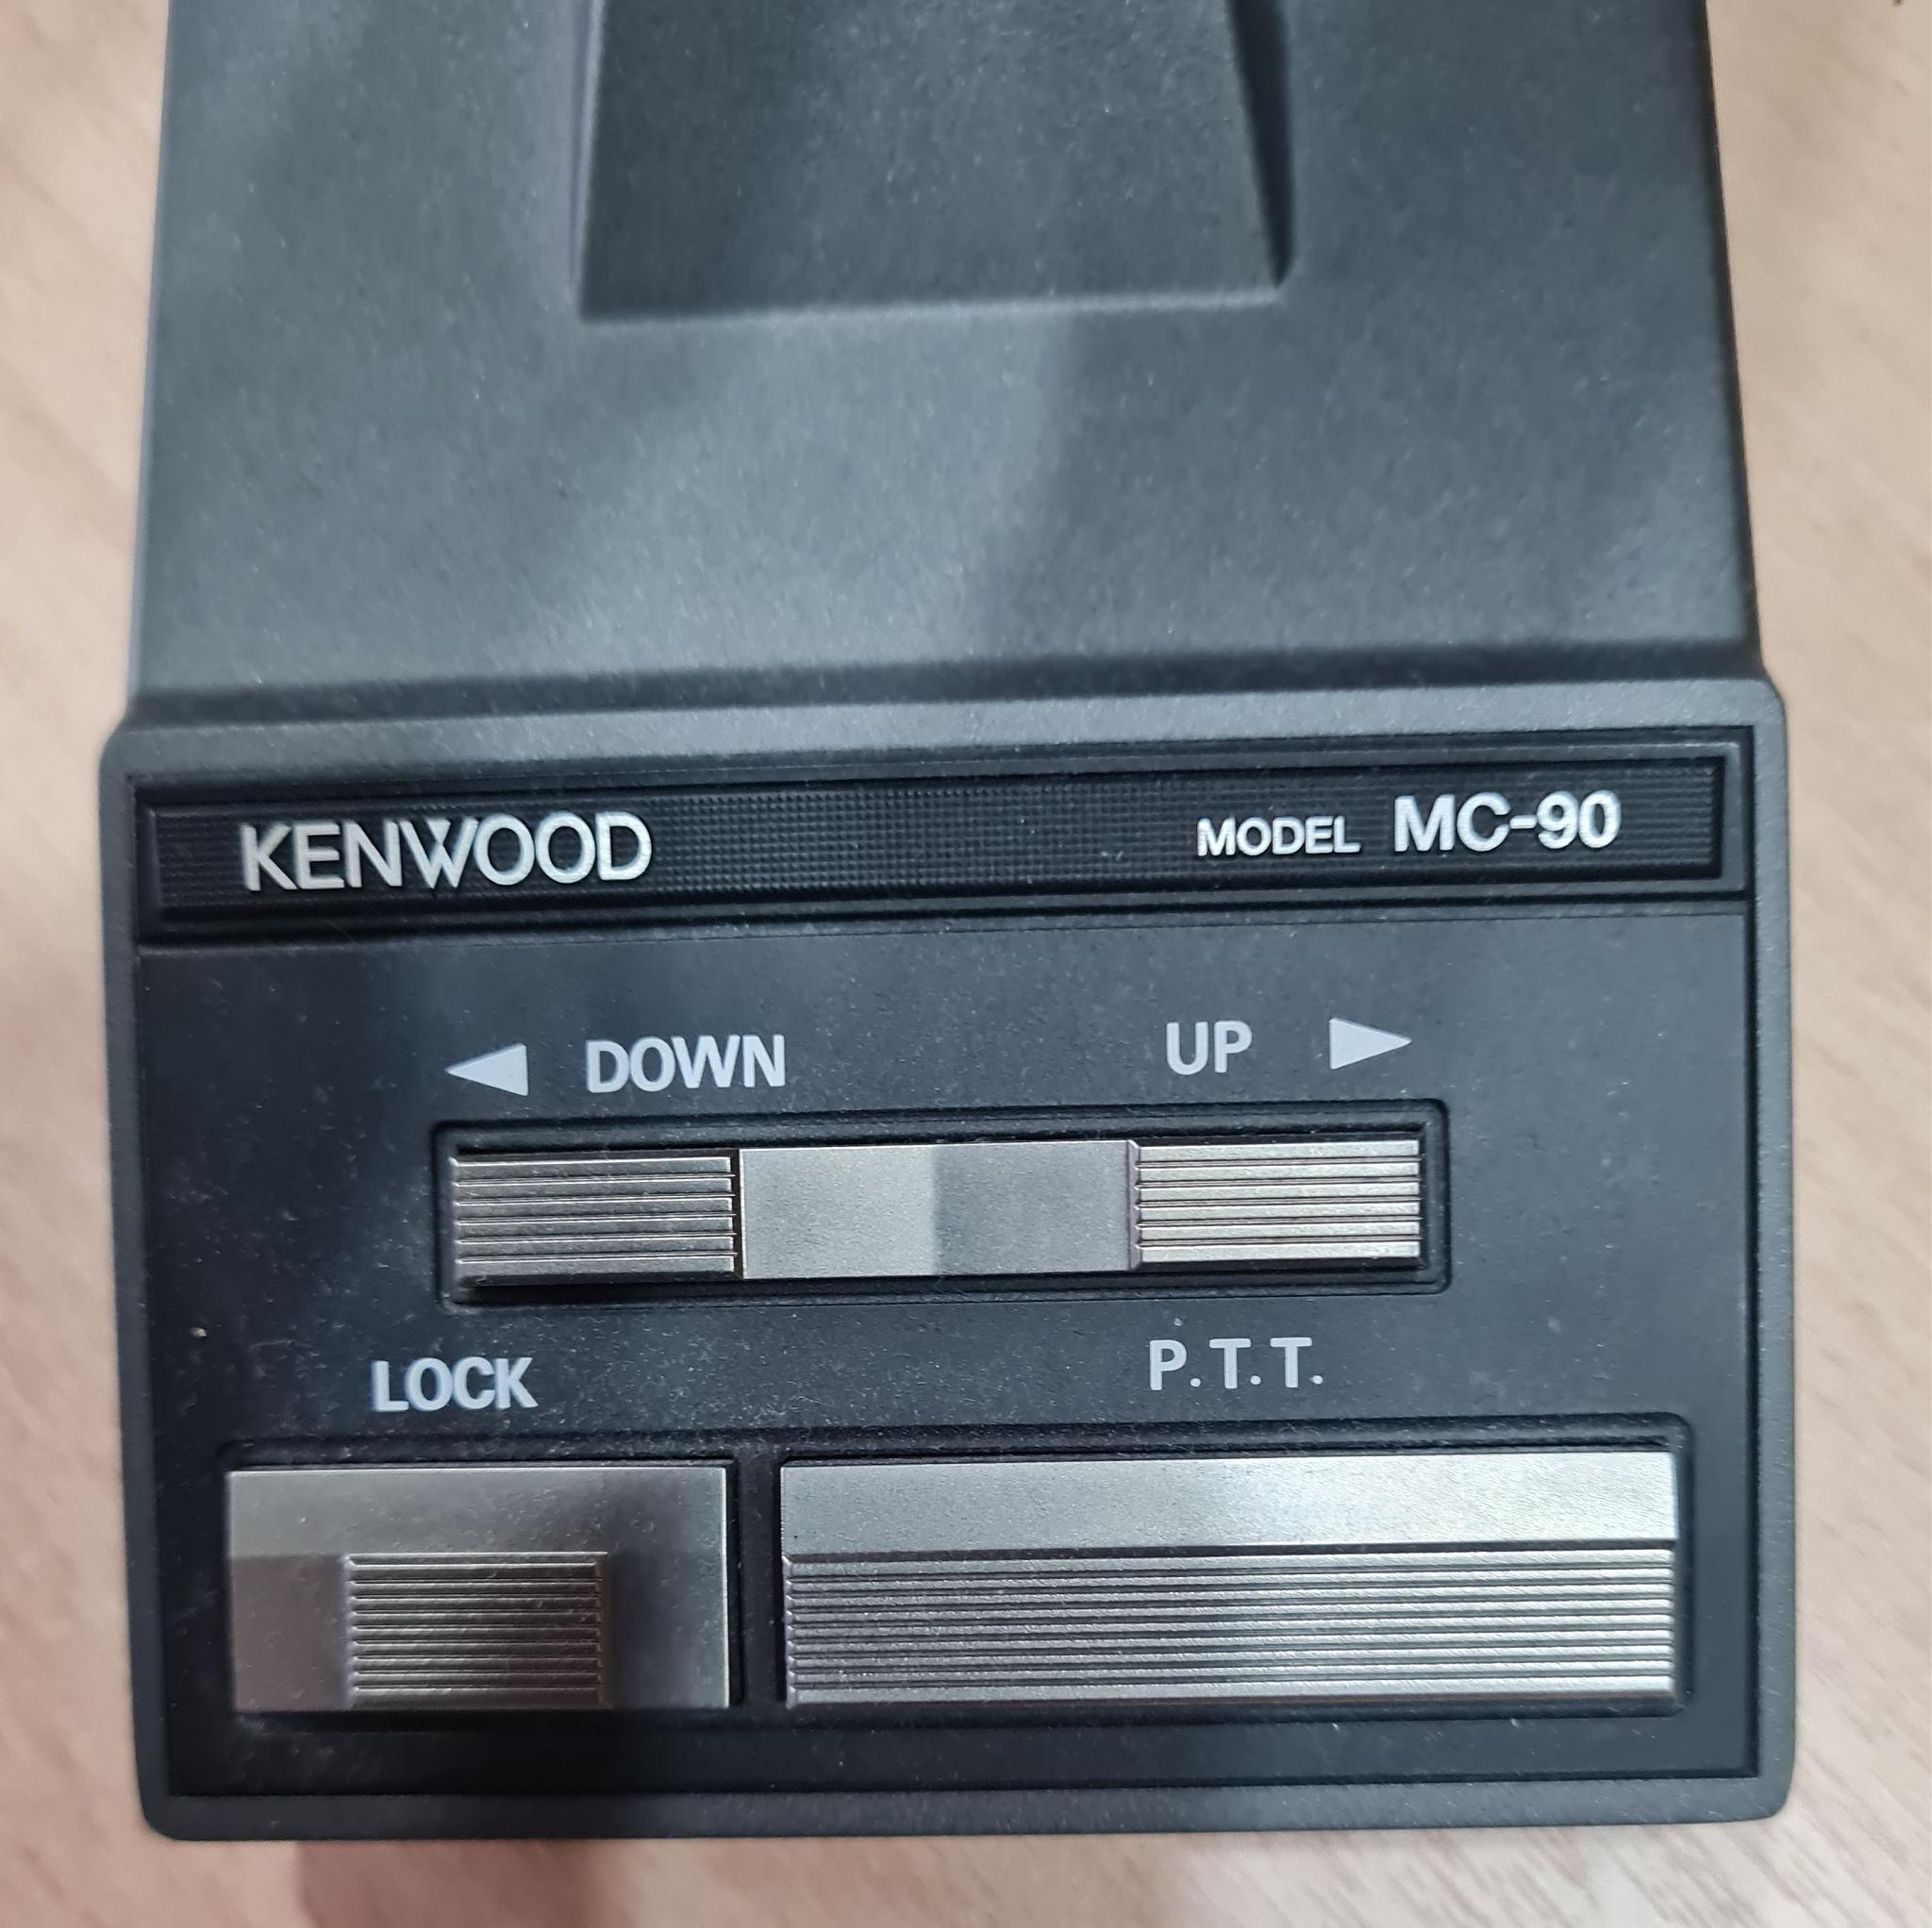 KENWOOD MODEL MC-90
◀ DOWN UP ▶
LOCK P.T.T.